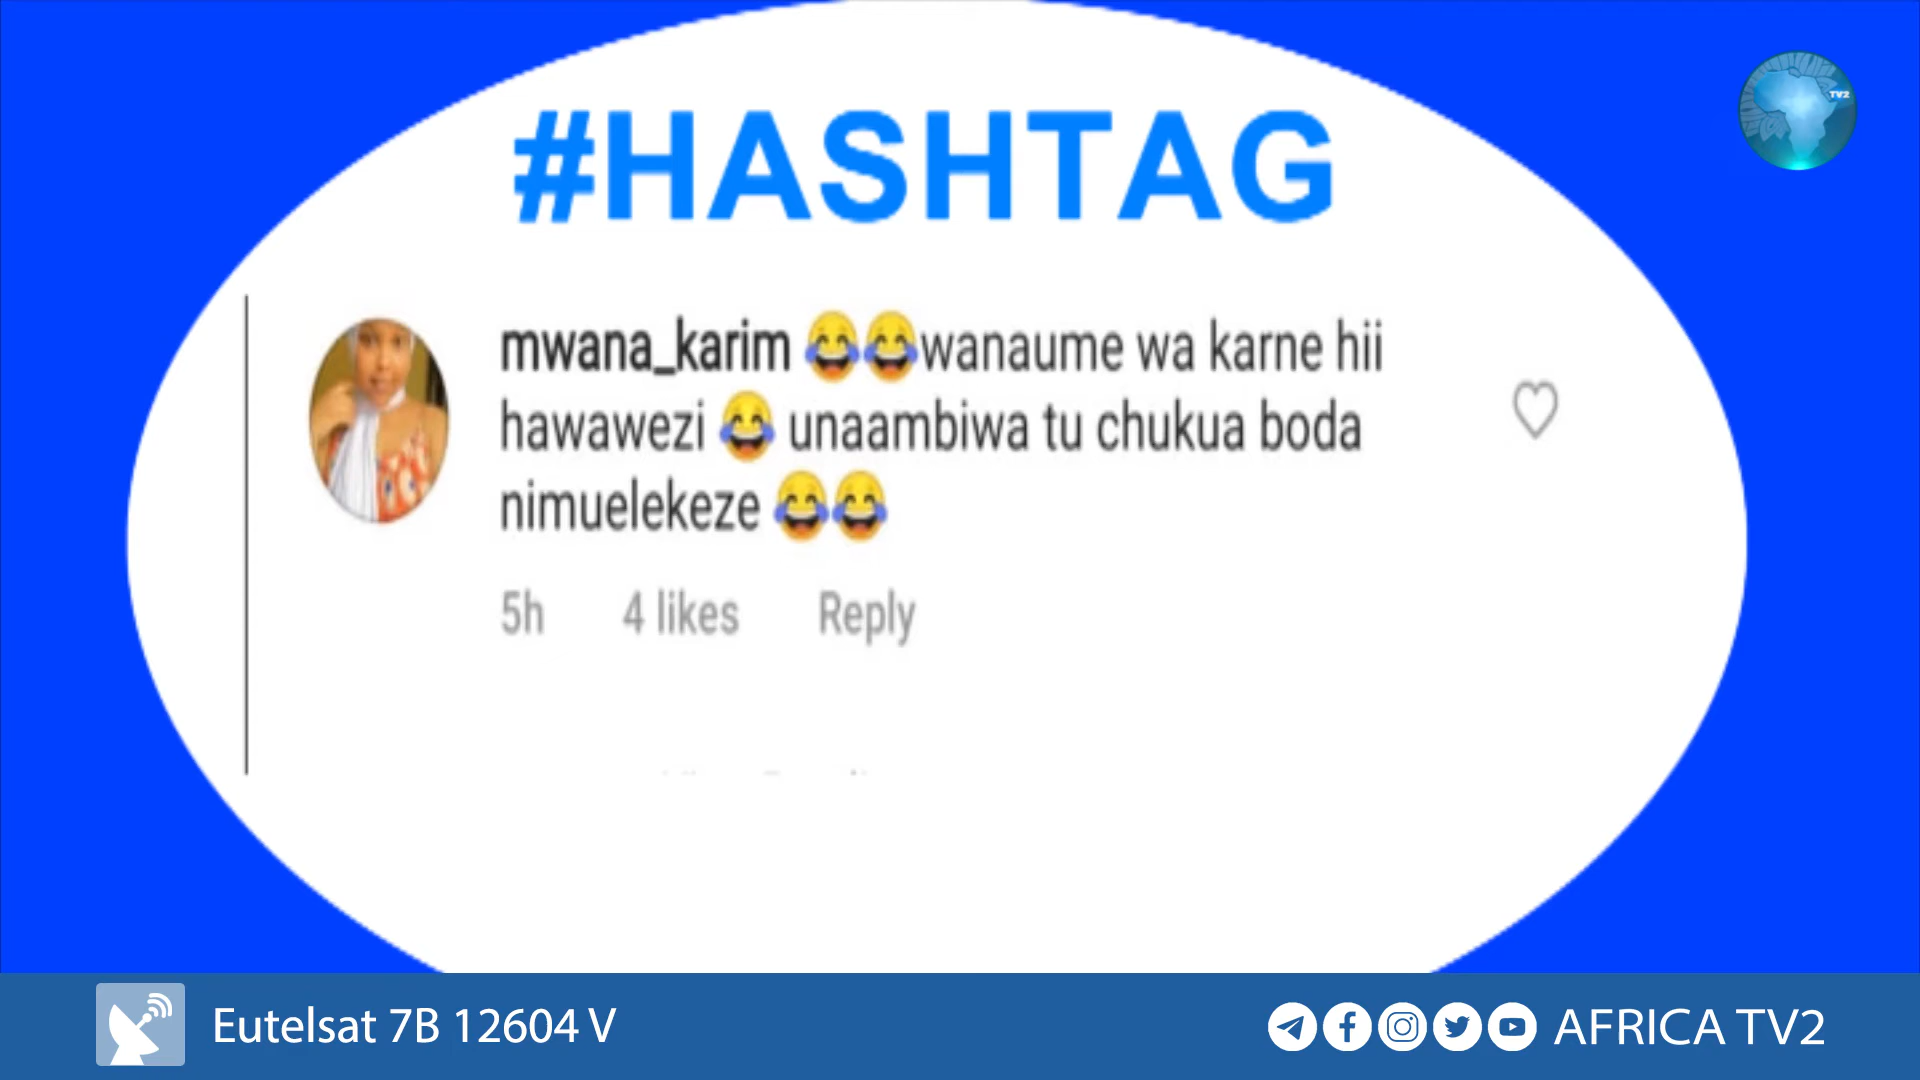 #HASHTAG
TV2
mwana_karim 😂😂wanaume wa karne hii
hawawezi 😂 unaambiwa tu chukua boda
nimuelekeze 😂😂
5h 4 likes Reply
Eutelsat 7B 12604 V
AFRICA TV2